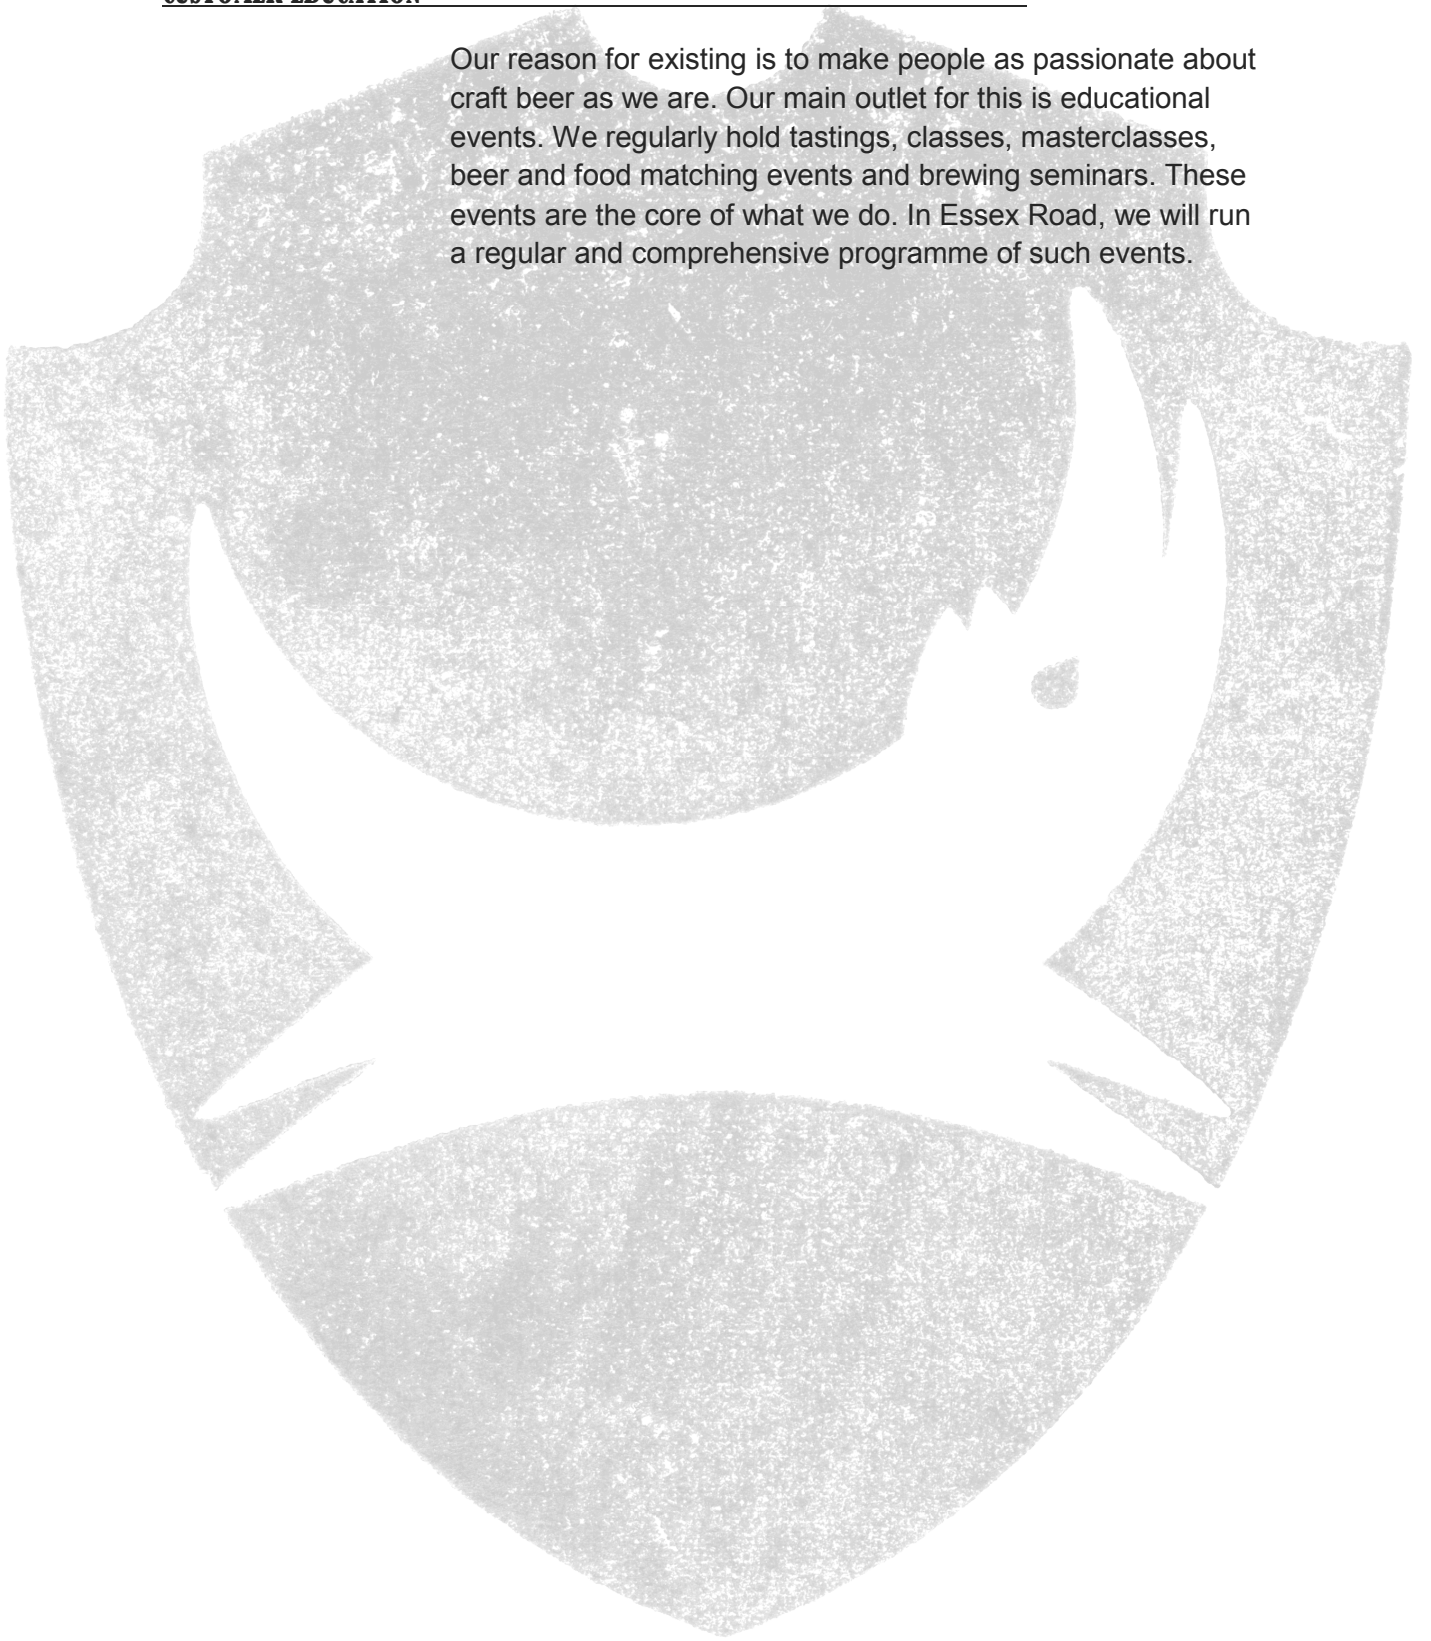 CUSTOMER EDUCATION
Our reason for existing is to make people as passionate about
craft beer as we are. Our main outlet for this is educational
events. We regularly hold tastings, classes, masterclasses,
beer and food matching events and brewing seminars. These
events are the core of what we do. In Essex Road, we will run
a regular and comprehensive programme of such events.